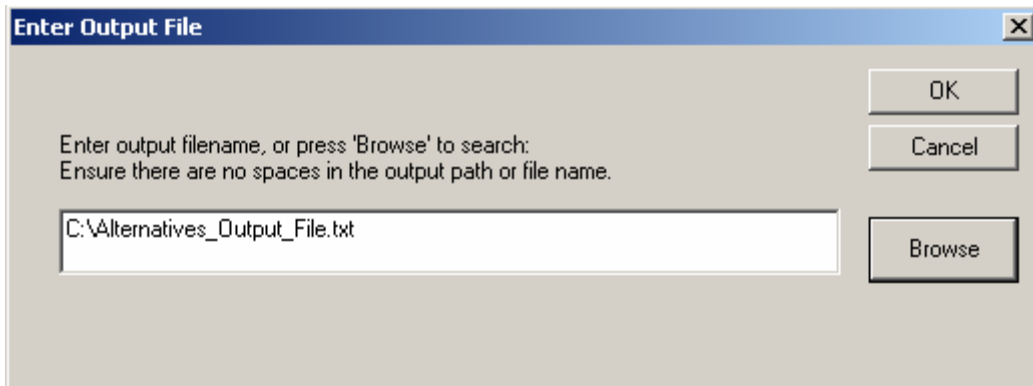 Enter Output File
OK
Enter output filename, or press 'Browse' to search:
Cancel
Ensure there are no spaces in the output path or file name.
C:\Alternatives_Output_File.txt
Browse